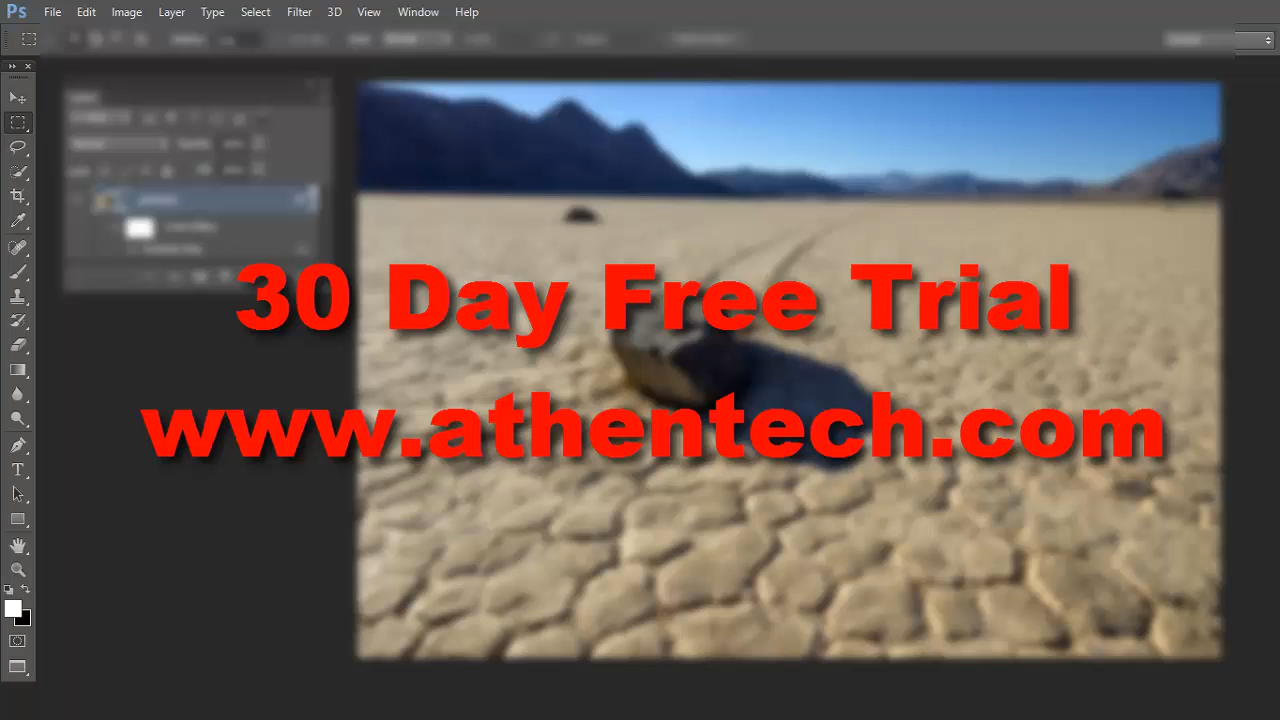 Ps File Edit Image Layer Type Select Filter 3D View Window Help
30 Day Free Trial
www.athentech.com